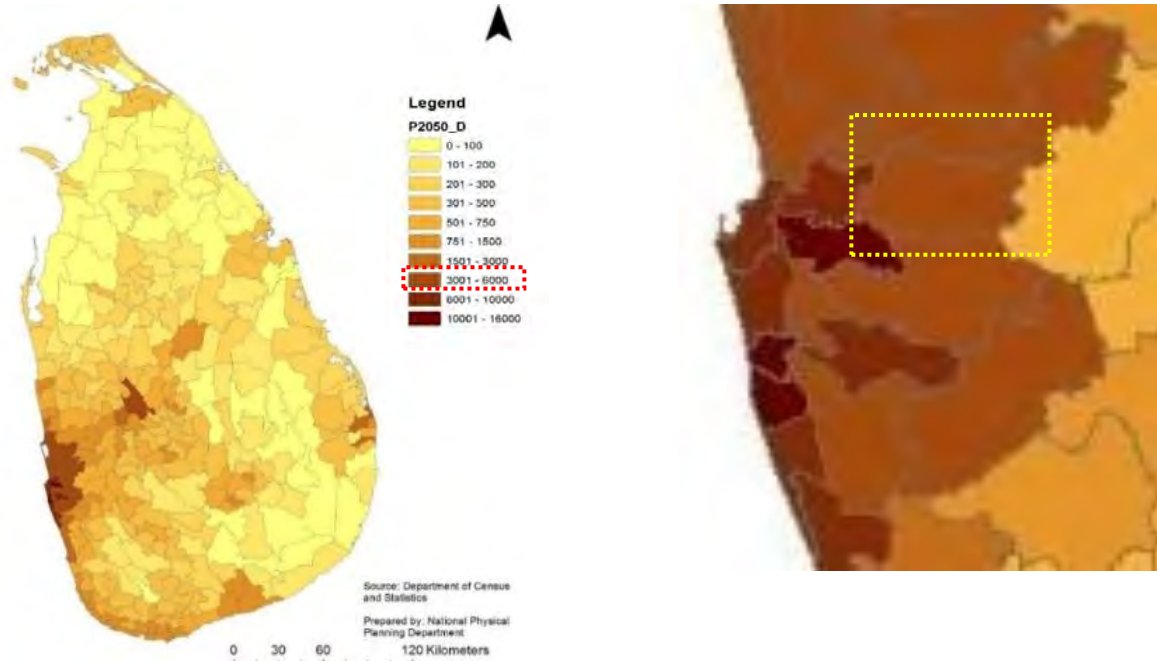 Legend
P2050_D
0 - 100
101 - 200
201 - 300
301 - 500
501 - 750
751 - 1500
1501 - 3000
3001 - 6000
6001 - 10000
10001 - 16000
Source: Department of Census
and Statistics
Prepared by: National Physical
Planning Department
0 30 60 120 Kilometers